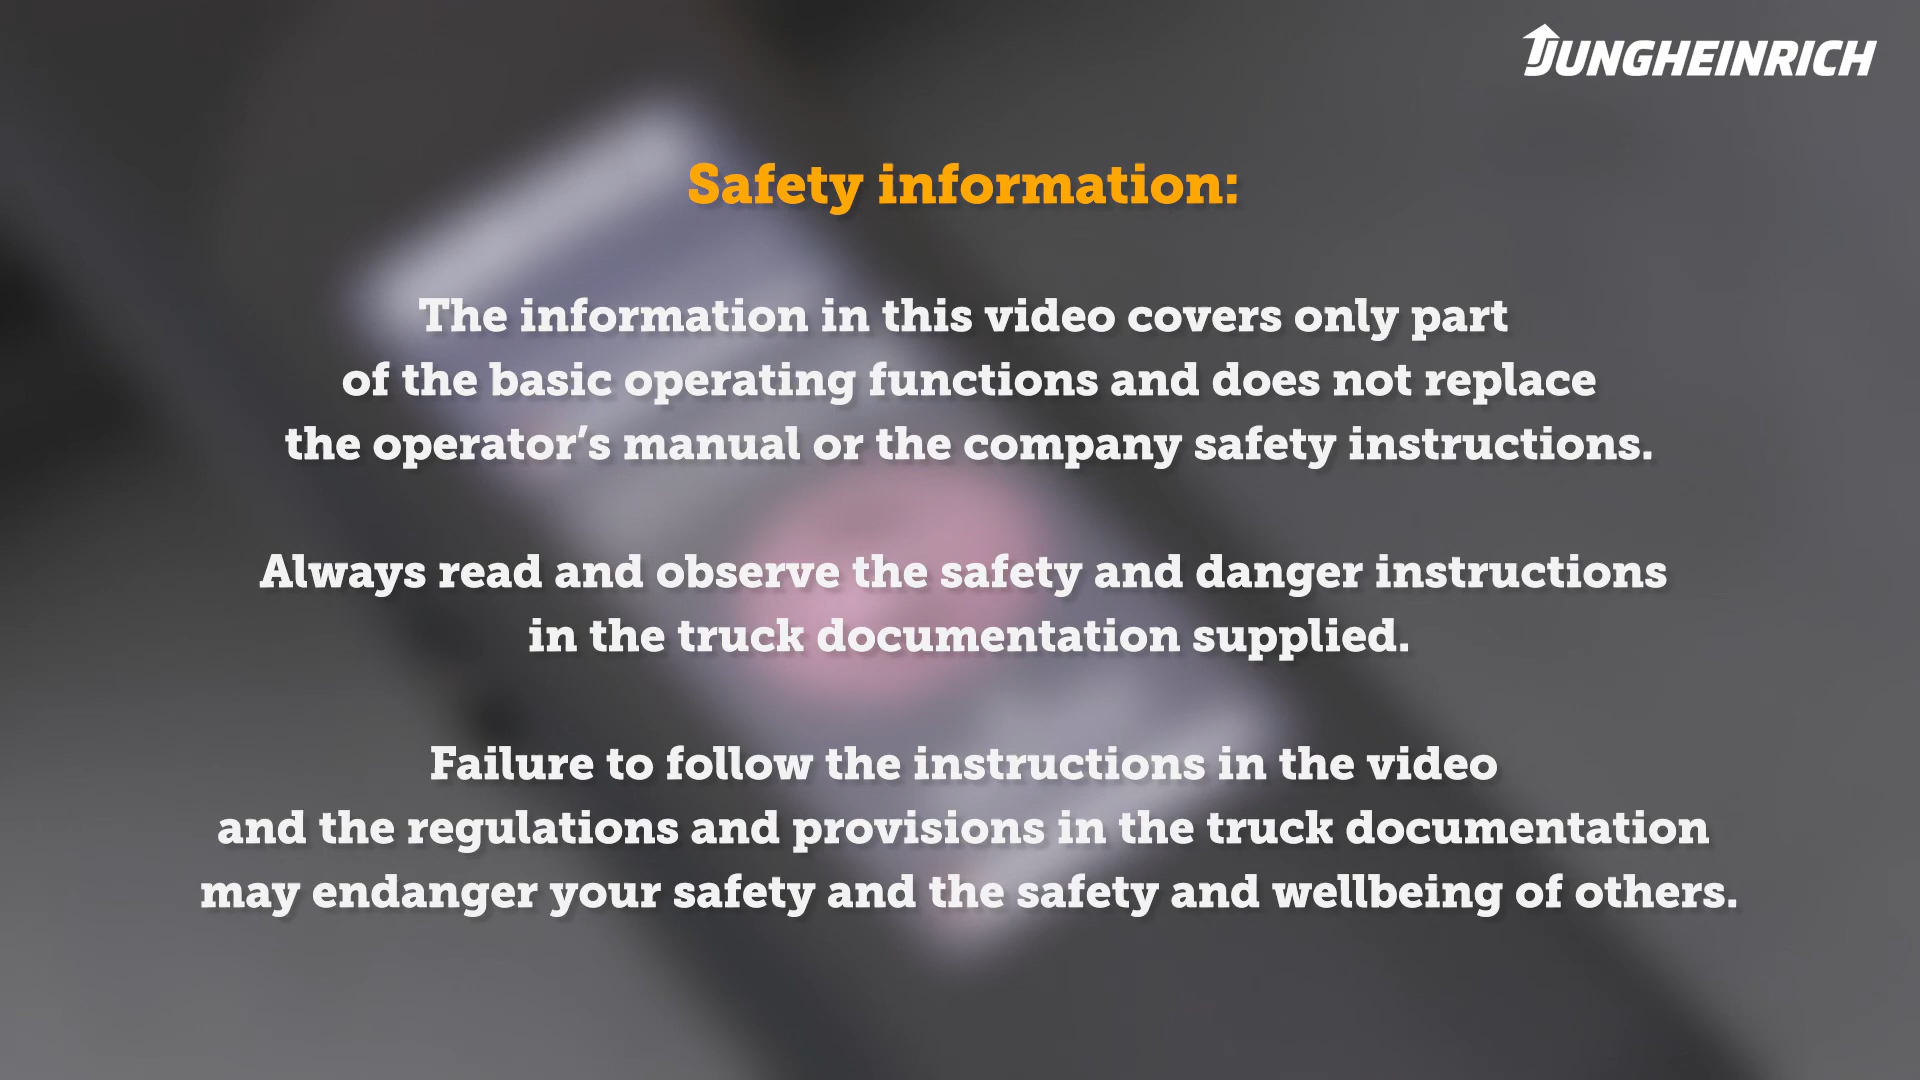 JUNGHEINRICH
Safety information:
The information in this video covers only part
of the basic operating functions and does not replace
the operator’s manual or the company safety instructions.
Always read and observe the safety and danger instructions
in the truck documentation supplied.
Failure to follow the instructions in the video
and the regulations and provisions in the truck documentation
may endanger your safety and the safety and wellbeing of others.